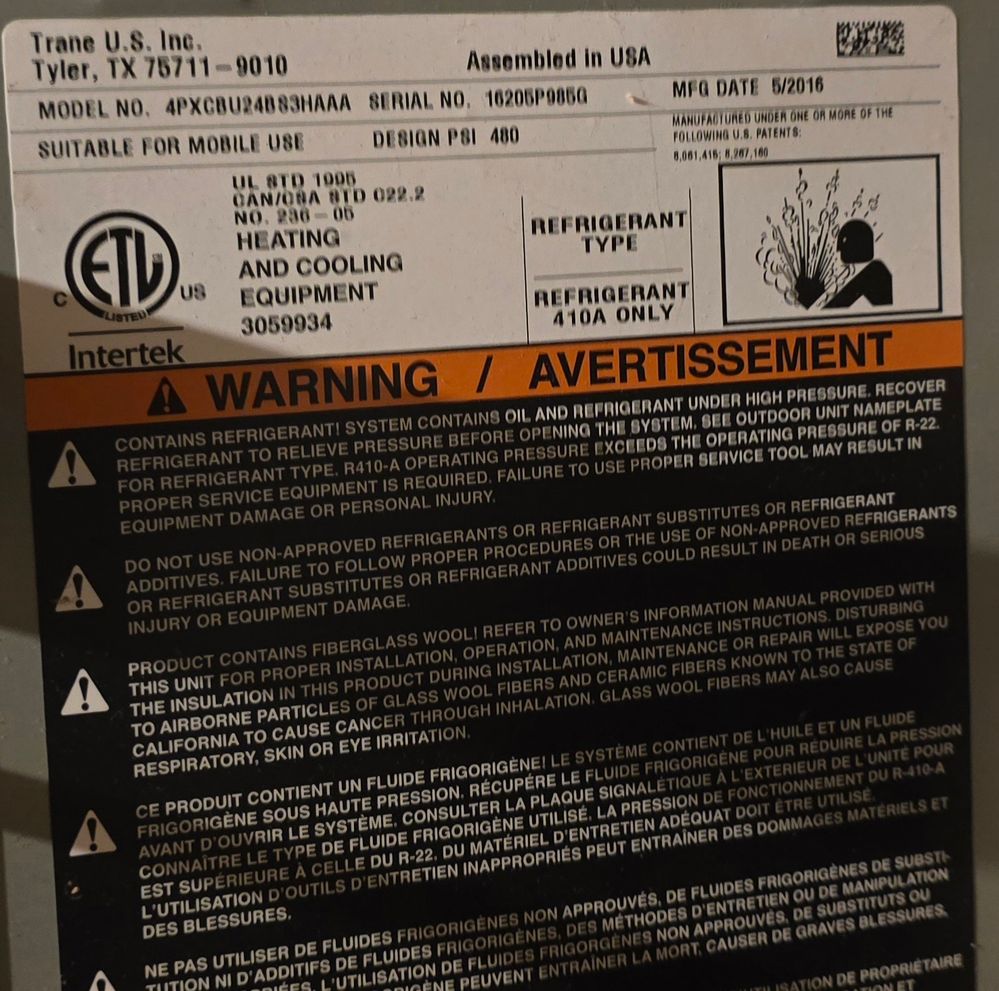 Trane U.S. Inc.
Tyler, TX 75711-9010
Assembled in USA
MODEL NO. 4PXCBU24BS3HAAA SERIAL NO. 16205P985G MFG DATE 5/2016
SUITABLE FOR MOBILE USE DESIGN PSI 480
MANUFACTURED UNDER ONE OR MORE OF THE
FOLLOWING U.S. PATENTS:
UL STD 1995
CAN/CSA STD C22.2
NO. 236-05
HEATING
AND COOLING
EQUIPMENT
3059934
ETL
C US
LISTED
Intertek
REFRIGERANT
TYPE
REFRIGERANT
410A ONLY
WARNING / AVERTISSEMENT
CONTAINS REFRIGERANT! SYSTEM CONTAINS OIL AND REFRIGERANT UNDER HIGH PRESSURE. RECOVER
REFRIGERANT TO RELIEVE PRESSURE BEFORE OPENING THE SYSTEM. SEE OUTDOOR UNIT NAMEPLATE
FOR REFRIGERANT TYPE. R410-A OPERATING PRESSURE EXCEEDS THE OPERATING PRESSURE OF R-22.
PROPER SERVICE EQUIPMENT IS REQUIRED. FAILURE TO USE PROPER SERVICE TOOL MAY RESULT IN
EQUIPMENT DAMAGE OR PERSONAL INJURY.
DO NOT USE NON-APPROVED REFRIGERANTS OR REFRIGERANT SUBSTITUTES OR REFRIGERANT
ADDITIVES. FAILURE TO FOLLOW PROPER PROCEDURES OR THE USE OF NON-APPROVED REFRIGERANTS
OR REFRIGERANT SUBSTITUTES OR REFRIGERANT ADDITIVES COULD RESULT IN DEATH OR SERIOUS
INJURY OR EQUIPMENT DAMAGE.
PRODUCT CONTAINS FIBERGLASS WOOL! REFER TO OWNER'S INFORMATION MANUAL PROVIDED WITH
THIS UNIT FOR PROPER INSTALLATION, OPERATION, AND MAINTENANCE INSTRUCTIONS. DISTURBING
THE INSULATION IN THIS PRODUCT DURING INSTALLATION, MAINTENANCE OR REPAIR WILL EXPOSE YOU
TO AIRBORNE PARTICLES OF GLASS WOOL FIBERS AND CERAMIC FIBERS KNOWN TO THE STATE OF
CALIFORNIA TO CAUSE CANCER THROUGH INHALATION. GLASS WOOL FIBERS MAY ALSO CAUSE
RESPIRATORY, SKIN OR EYE IRRITATION.
CE PRODUIT CONTIENT UN FLUIDE FRIGORIGÈNE! LE SYSTÈME CONTIENT DE L'HUILE ET UN FLUIDE
FRIGORIGÈNE SOUS HAUTE PRESSION. RÉCUPÉRE LE FLUIDE FRIGORIGÈNE POUR RÉDUIRE LA PRESSION
AVANT D'OUVRIR LE SYSTÈME. CONSULTER LA PLAQUE SIGNALÉTIQUE À L'EXTERIEUR DE L'UNITÉ POUR
CONNAÎTRE LE TYPE DE FLUIDE FRIGORIGÈNE UTILISÉ. LA PRESSION DE FONCTIONNEMENT DU R-410-A
EST SUPÉRIEURE À CELLE DU R-22. DU MATÉRIEL D'ENTRETIEN ADÉQUAT DOIT ÊTRE UTILISÉ.
L'UTILISATION D'OUTILS D'ENTRETIEN INAPPROPRIÉS PEUT ENTRAÎNER DES DOMMAGES MATÉRIELS ET
DES BLESSURES.
NE PAS UTILISER DE FLUIDES FRIGORIGÈNES NON APPROUVÉS, DE FLUIDES FRIGORIGÈNES DE SUBSTI-
TUTION NI D'ADDITIFS DE FLUIDES FRIGORIGÈNES, DES MÉTHODES D'ENTRETIEN OU DE MANIPULATION
L'UTILISATION DE FLUIDES FRIGORGÈNES NON APPROUVÉS, DE SUBSTITUTS OU
PEUVENT ENTRAÎNER LA MORT, CAUSER DE GRAVES BLESSURES,
DE PROPRIÉTAIRE